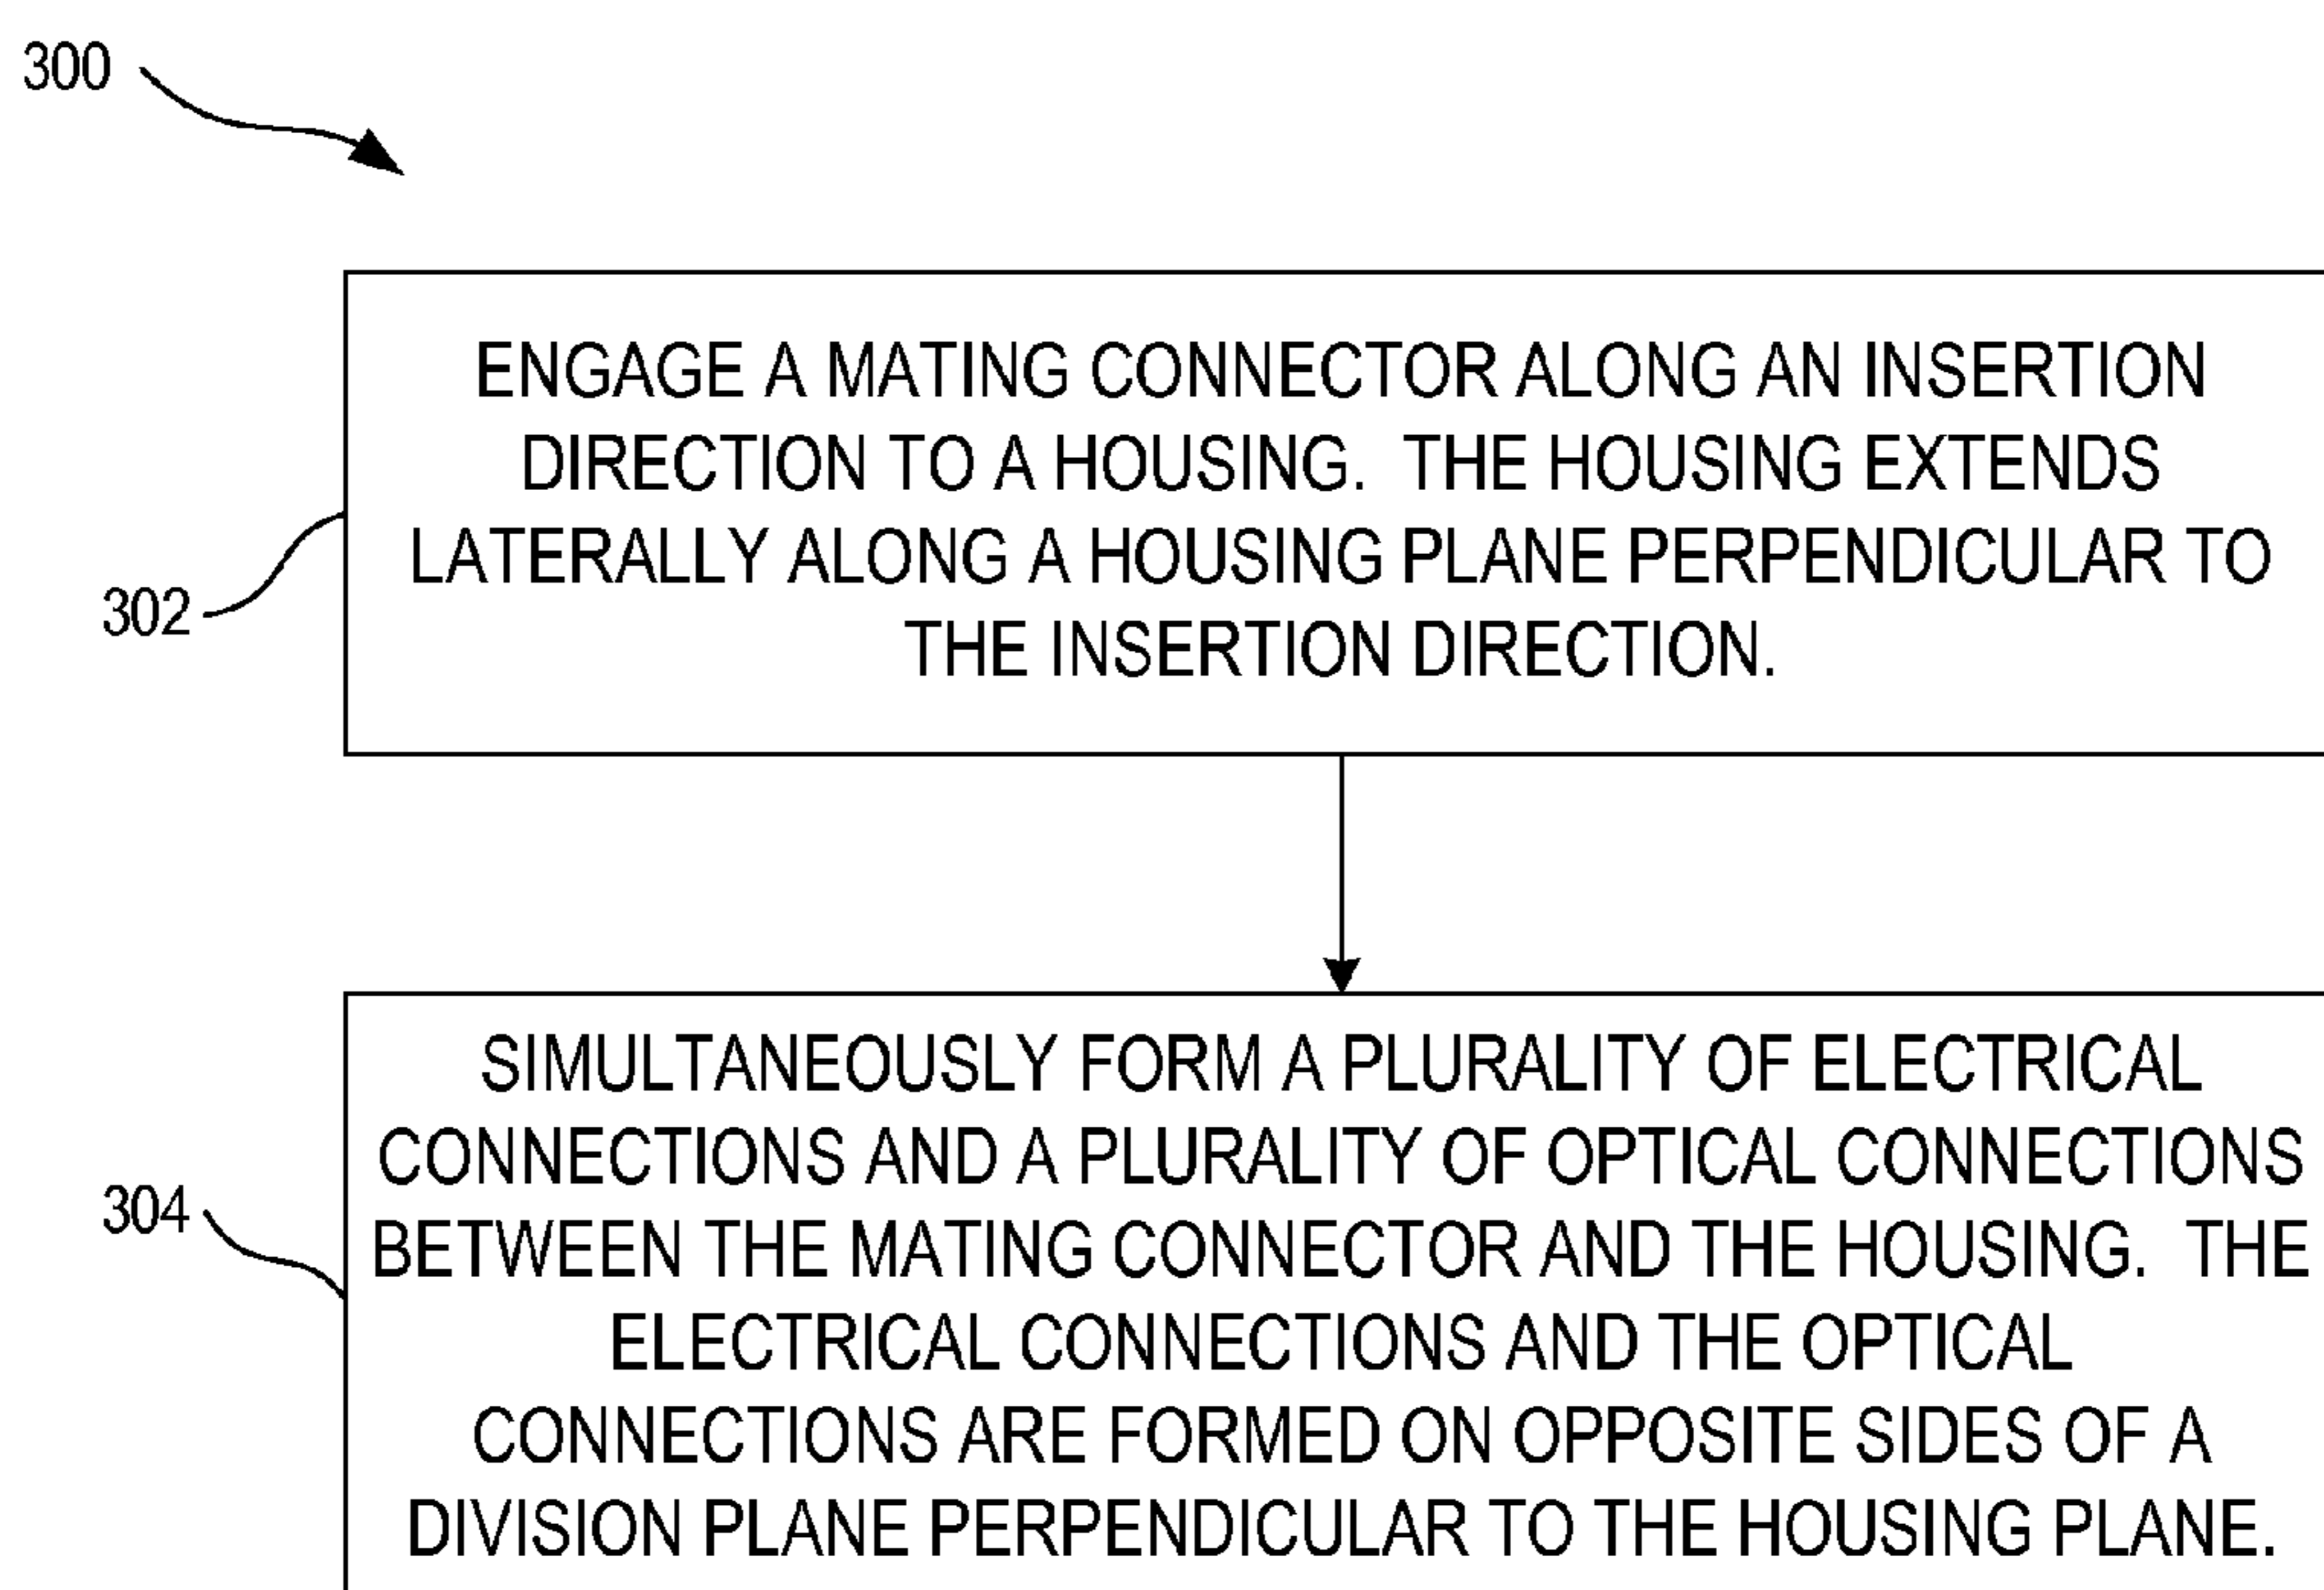 300
ENGAGE A MATING CONNECTOR ALONG AN INSERTION
DIRECTION TO A HOUSING. THE HOUSING EXTENDS
LATERALLY ALONG A HOUSING PLANE PERPENDICULAR TO
THE INSERTION DIRECTION.
302
SIMULTANEOUSLY FORM A PLURALITY OF ELECTRICAL
CONNECTIONS AND A PLURALITY OF OPTICAL CONNECTIONS
BETWEEN THE MATING CONNECTOR AND THE HOUSING. THE
ELECTRICAL CONNECTIONS AND THE OPTICAL
CONNECTIONS ARE FORMED ON OPPOSITE SIDES OF A
DIVISION PLANE PERPENDICULAR TO THE HOUSING PLANE.
304